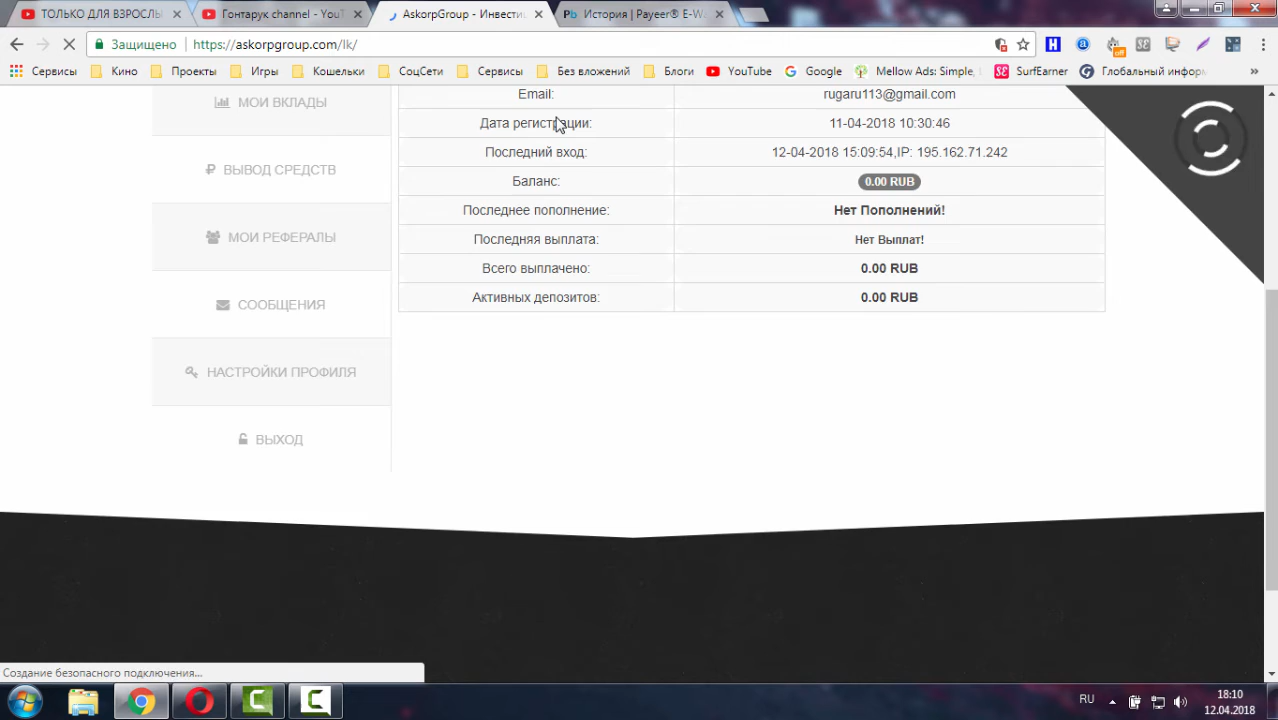 ТОЛЬКО ДЛЯ ВЗРОСЛЬ
Гонтарук channel - YouT
AskorpGroup - Инвести
История | Payeer® E-Wa
Защищено
https://askorpgroup.com/lk/
Сервисы
Кино
Проекты
Игры
Кошельки
СоцСети
Сервисы
Без вложений
Блоги
YouTube
Google
Mellow Ads: Simple,
SurfEarner
Глобальный информ
»
МОИ ВКЛАДЫ
ВЫВОД СРЕДСТВ
МОИ РЕФЕРАЛЫ
СООБЩЕНИЯ
НАСТРОЙКИ ПРОФИЛЯ
ВЫХОД
Email: rugaru113@gmail.com
Дата регистрации: 11-04-2018 10:30:46
Последний вход: 12-04-2018 15:09:54,IP: 195.162.71.242
Баланс: 0.00 RUB
Последнее пополнение: Нет Пополнений!
Последняя выплата: Нет Выплат!
Всего выплачено: 0.00 RUB
Активных депозитов: 0.00 RUB
Создание безопасного подключения...
RU
18:10
12.04.2018